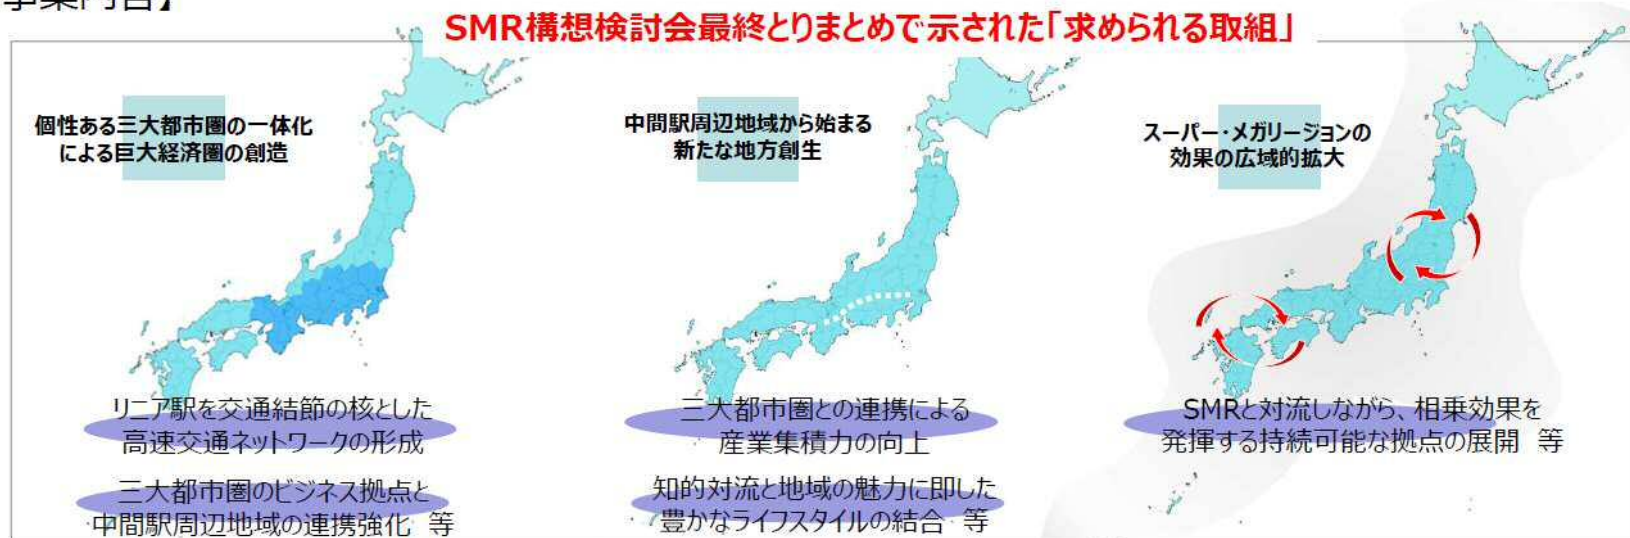 事業内容】
SMR構想検討会最終とりまとめで示された「求められる取組」
個性ある三大都市圏の一体化
による巨大経済圏の創造
リニア駅を交通結節の核とした
高速交通ネットワークの形成
三大都市圏のビジネス拠点と
中間駅周辺地域の連携強化 等
中間駅周辺地域から始まる
新たな地方創生
三大都市圏との連携による
産業集積力の向上
知的対流と地域の魅力に即した
豊かなライフスタイルの結合 等
スーパー・メガリージョンの
効果の広域的拡大
SMRと対流しながら、相乗効果を
発揮する持続可能な拠点の展開 等